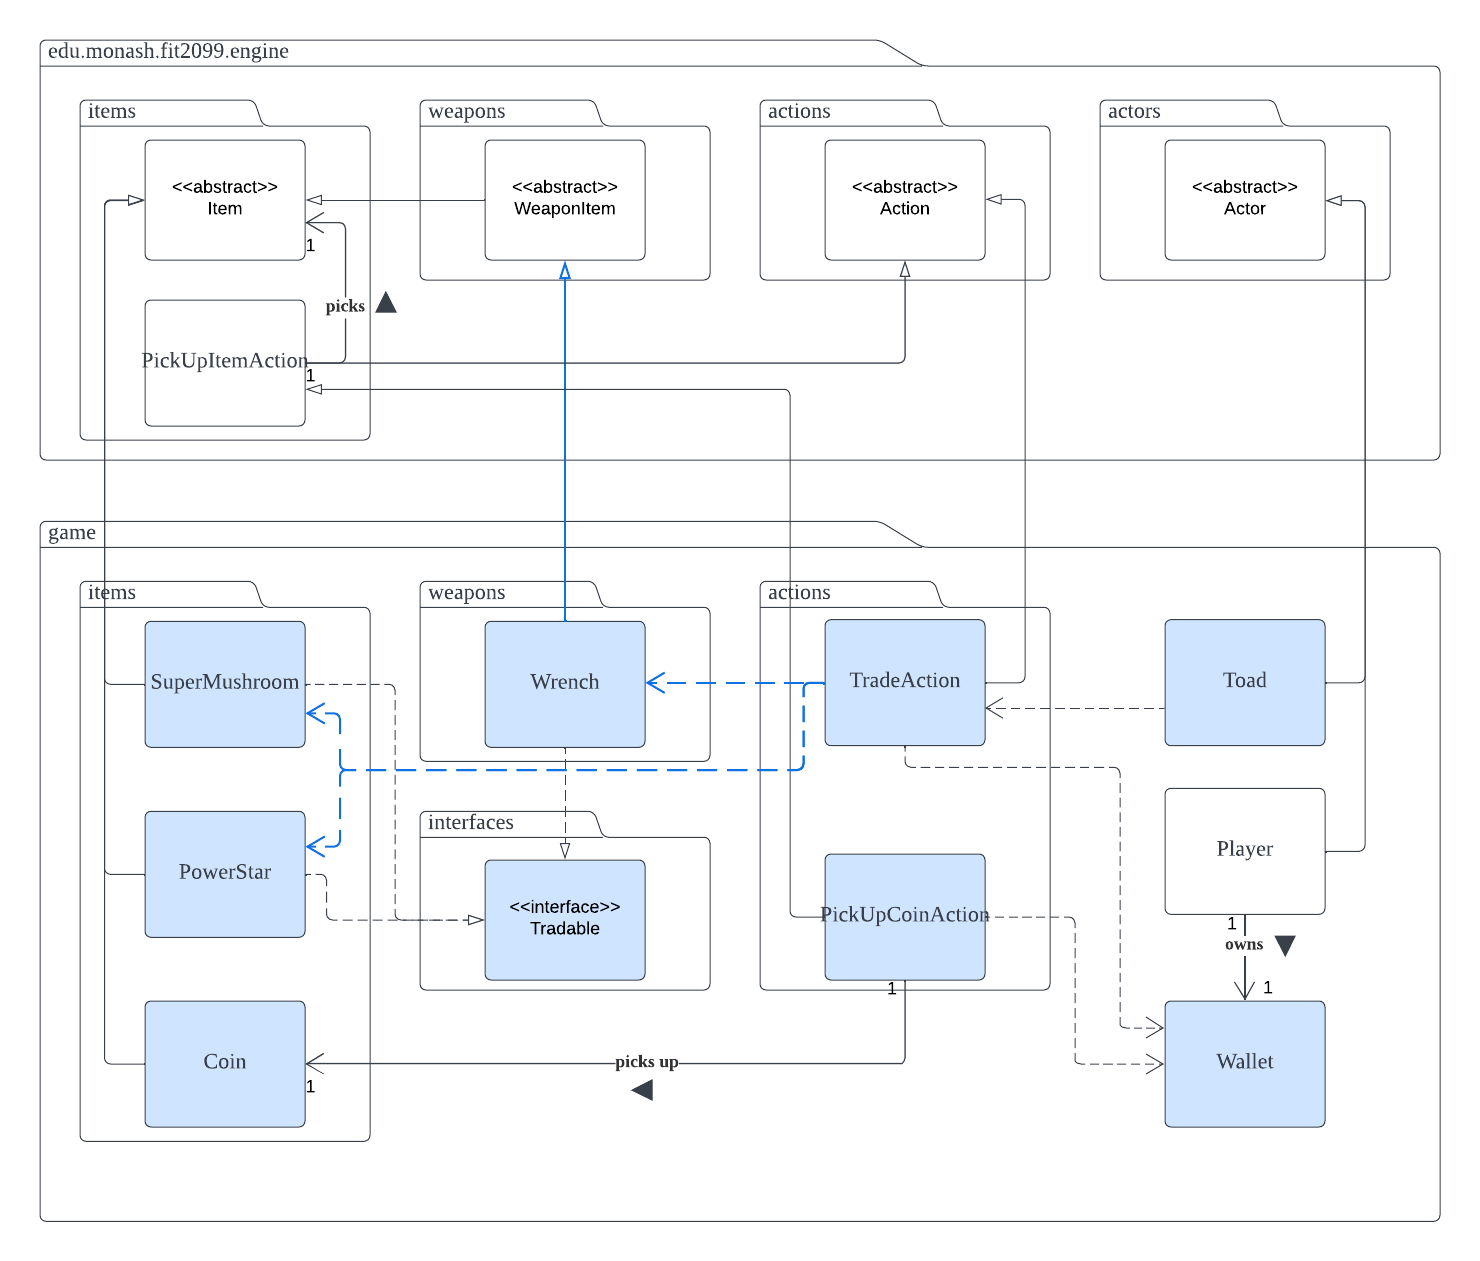 edu.monash.fit2099.engine
items
weapons
actions
actors
<<abstract>>
Item
<<abstract>>
WeaponItem
<<abstract>>
Action
<<abstract>>
Actor
1
picks
PickUpItemAction
1
game
items
weapons
actions
SuperMushroom
Wrench
TradeAction
Toad
interfaces
PowerStar
<<interface>>
Tradable
PickUpCoinAction
Player
1
owns
1
1
Coin
picks up
Wallet
1